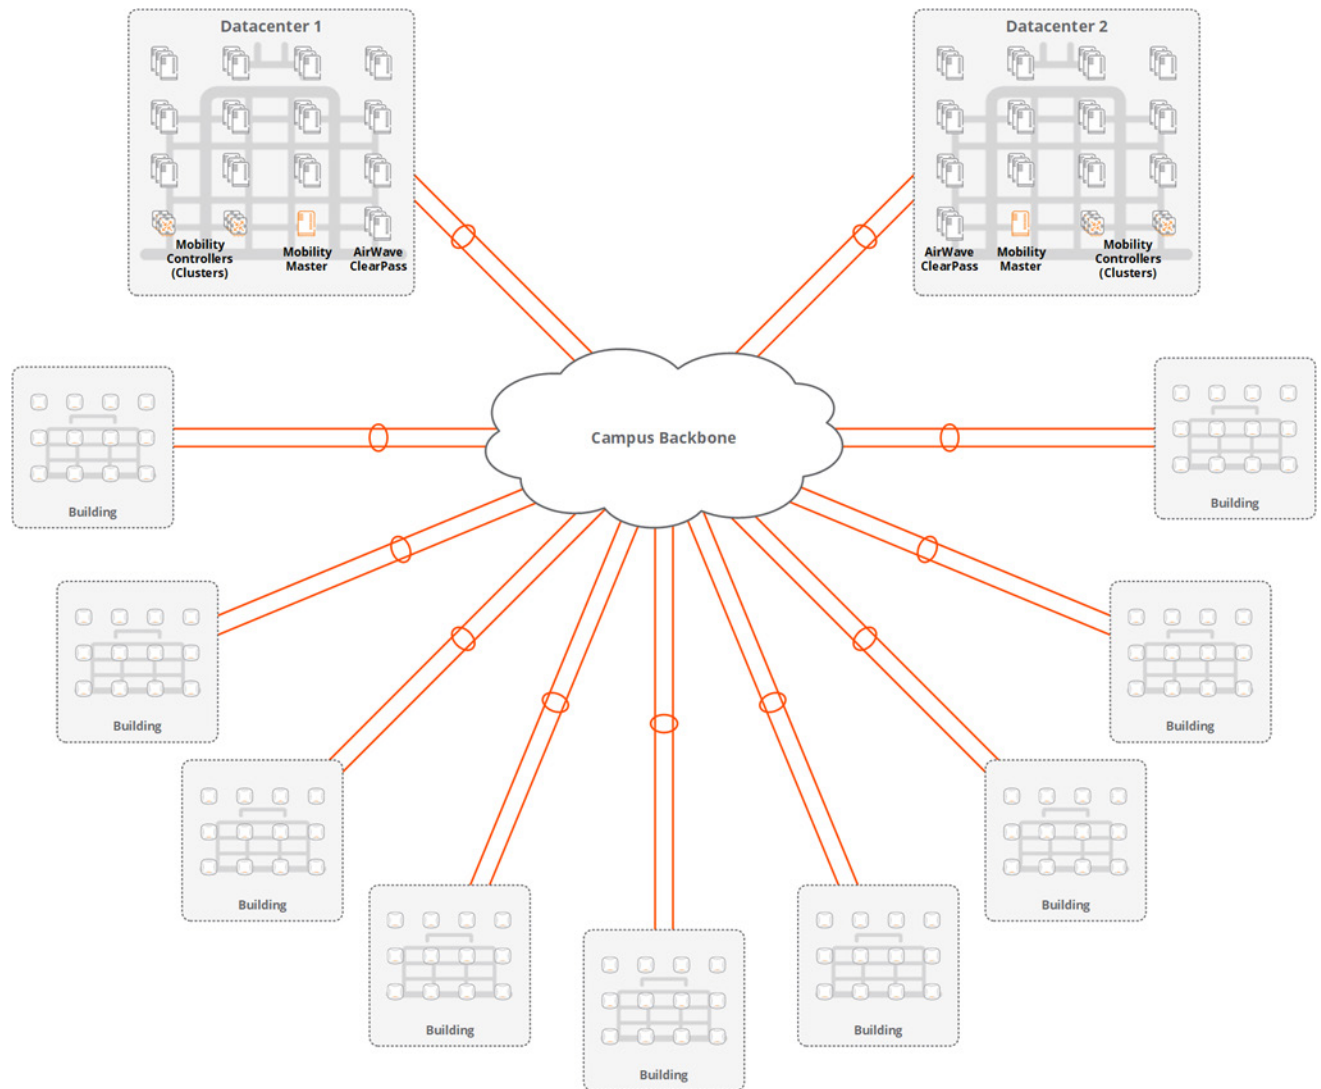 Datacenter 1
Mobility
Controllers
(Clusters)
Mobility
Master
AirWave
ClearPass
Datacenter 2
AirWave
ClearPass
Mobility
Master
Mobility
Controllers
(Clusters)
Campus Backbone
Building
Building
Building
Building
Building
Building
Building
Building
Building